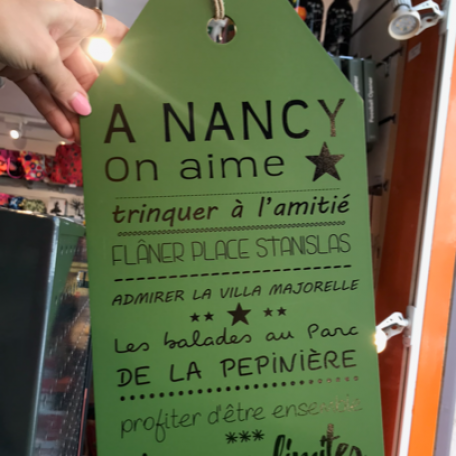 A NANCY
On aime
trinquer à l'amitié
FLÂNER PLACE STANISLAS
ADMIRER LA VILLA MAJORELLE
Les balades au Parc
DE LA PEPINIÈRE
profiter d'être ensemble
limites